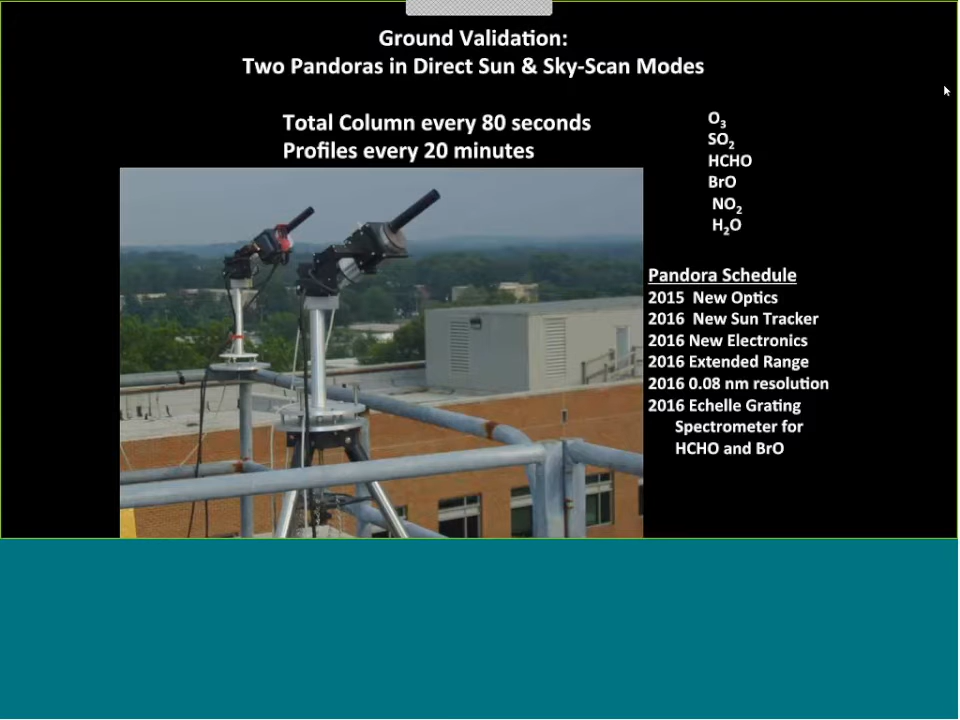 Ground Validation:
Two Pandoras in Direct Sun & Sky-Scan Modes
Total Column every 80 seconds
Profiles every 20 minutes
O₃
SO₂
HCHO
BrO
NO₂
H₂O
Pandora Schedule
2015 New Optics
2016 New Sun Tracker
2016 New Electronics
2016 Extended Range
2016 0.08 nm resolution
2016 Echelle Grating
Spectrometer for
HCHO and BrO